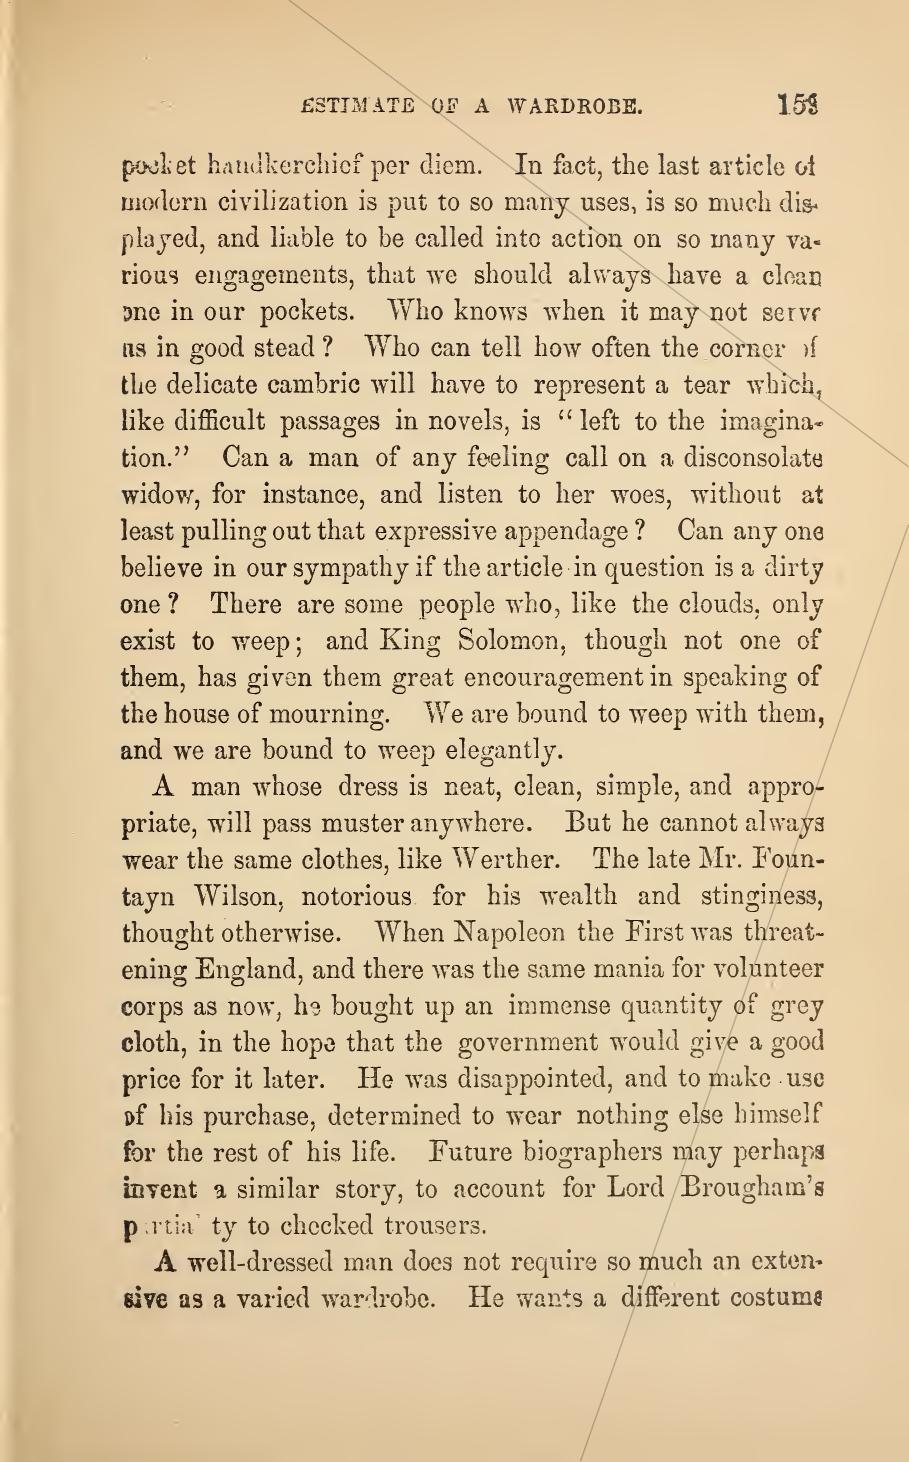 ESTIMATE OF A WARDROBE. 153
pocket handkerchief per diem. In fact, the last article of
modern civilization is put to so many uses, is so much dis-
played, and liable to be called into action on so many va-
rious engagements, that we should always have a clean
one in our pockets. Who knows when it may not serve
us in good stead? Who can tell how often the corner of
the delicate cambric will have to represent a tear which,
like difficult passages in novels, is "left to the imagina-
tion." Can a man of any feeling call on a disconsolate
widow, for instance, and listen to her woes, without at
least pulling out that expressive appendage? Can any one
believe in our sympathy if the article in question is a dirty
one? There are some people who, like the clouds, only
exist to weep; and King Solomon, though not one of
them, has given them great encouragement in speaking of
the house of mourning. We are bound to weep with them,
and we are bound to weep elegantly.
A man whose dress is neat, clean, simple, and appro-
priate, will pass muster anywhere. But he cannot always
wear the same clothes, like Werther. The late Mr. Foun-
tayn Wilson, notorious for his wealth and stinginess,
thought otherwise. When Napoleon the First was threat-
ening England, and there was the same mania for volunteer
corps as now, he bought up an immense quantity of grey
cloth, in the hope that the government would give a good
price for it later. He was disappointed, and to make use
of his purchase, determined to wear nothing else himself
for the rest of his life. Future biographers may perhaps
invent a similar story, to account for Lord Brougham's
partiality to checked trousers.
A well-dressed man does not require so much an exten-
sive as a varied wardrobe. He wants a different costume